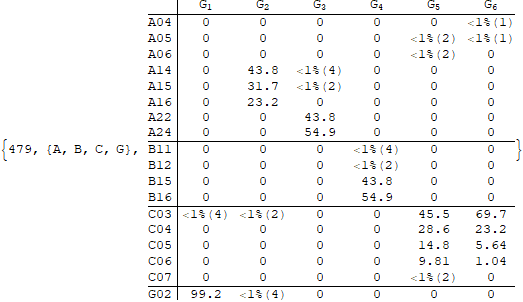 G1 G2 G3 G4 G5 G6
A04 0 0 0 0 0 <1%(1)
A05 0 0 0 0 <1%(2) <1%(1)
A06 0 0 0 0 <1%(2) 0
A14 0 43.8 <1%(4) 0 0 0
A15 0 31.7 <1%(2) 0 0 0
A16 0 23.2 0 0 0 0
A22 0 0 43.8 0 0 0
A24 0 0 54.9 0 0 0
{479, {A, B, C, G}, B11 0 0 0 <1%(4) 0 0 }
B12 0 0 0 <1%(2) 0 0
B15 0 0 0 43.8 0 0
B16 0 0 0 54.9 0 0
C03 <1%(4) <1%(2) 0 0 45.5 69.7
C04 0 0 0 0 28.6 23.2
C05 0 0 0 0 14.8 5.64
C06 0 0 0 0 9.81 1.04
C07 0 0 0 0 <1%(2) 0
G02 99.2 <1%(4) 0 0 0 0